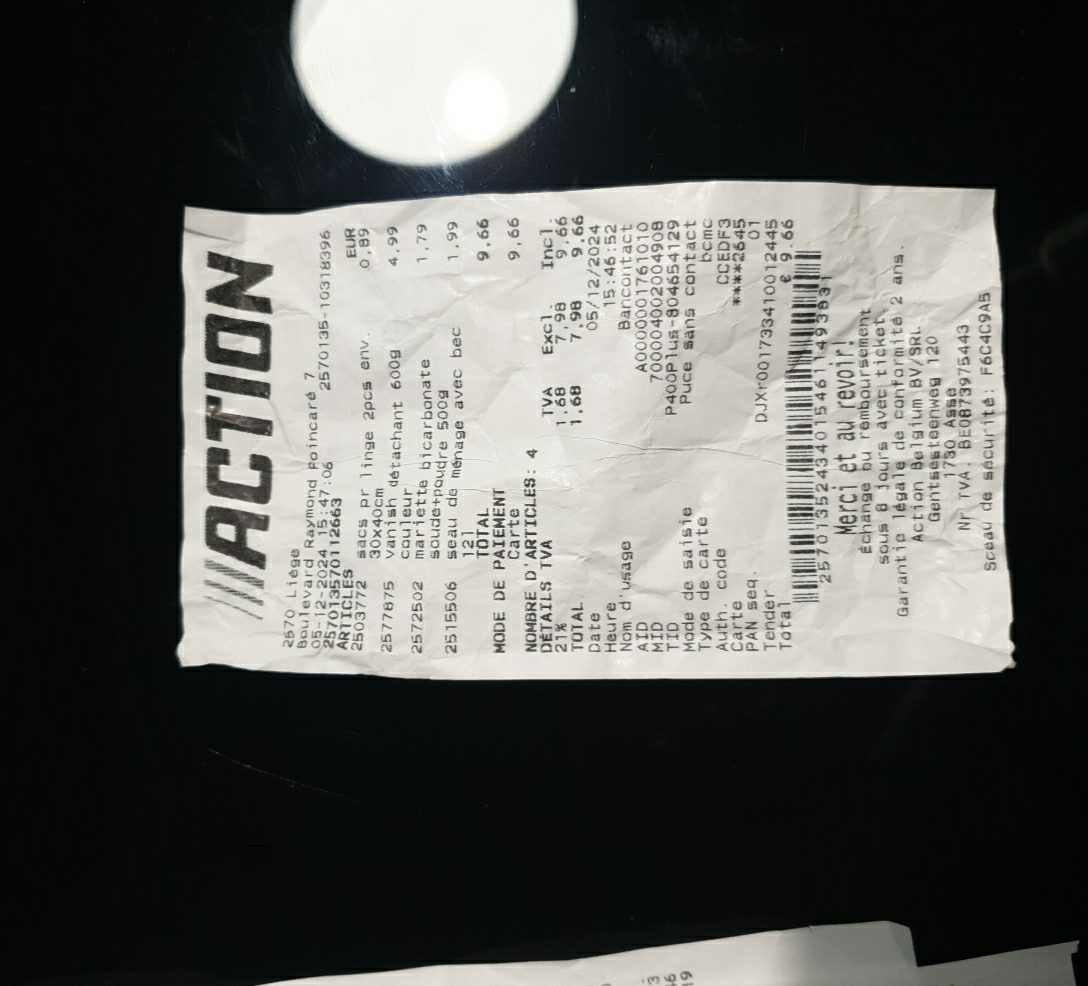 ACTION
2570 Liège
Boulevard Raymond Poincaré 7
05-12-2024 15:47:06 2570135-10318396
2570135701 12663
ARTICLES EUR
2503772 sacs pr linge 2pcs env. 0,89
30x40cm
2577875 vanish détachant 600g 4,99
couleur
2572502 mariette bicarbonate 1,79
soude+poudre 500g
2515506 seau de ménage avec bec 1,99
12l
TOTAL 9,66
MODE DE PAIEMENT
Carte 9,66
NOMBRE D'ARTICLES: 4
DÉTAILS TVA TVA Excl. Incl.
21% 1,68 7,98 9,66
TOTAL 1,68 7,98 9,66
Date 05/12/2024
Heure 15:46:52
Nom d'usage Bancontact
AID A0000001761010
MID 700004002004908
TID P400Plus-804654129
Mode de saisie Puce sans contact
Type de carte bcmc
Auth. code CCEDF3
Carte ****2645
PAN seq. 01
Tender DJXr001733410012445
Total e 9.66
Merci et au revoir!
Échange ou remboursement
sous 8 jours avec ticket.
Garantie légale de conformité 2 ans.
Action Belgium BV/SRL
Gentsesteenweg 120
1730 Asse
Nr TVA. BE0873975443
Sceau de sécurité: F6C4C9A5